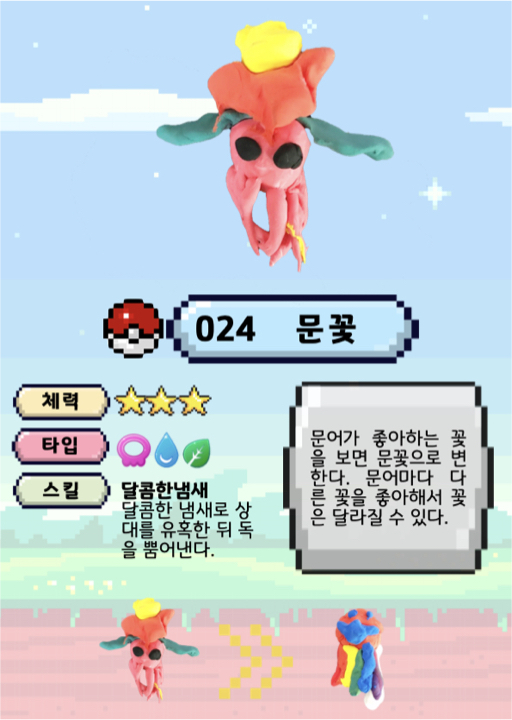 024 문꽃
체력
타입
스킬
달콤한냄새
달콤한 냄새로 상
대를 유혹한 뒤 독
을 뿜어낸다.
문어가 좋아하는 꽃
을 보면 문꽃으로 변
한다. 문어마다 다
른 꽃을 좋아해서 꽃
은 달라질 수 있다.